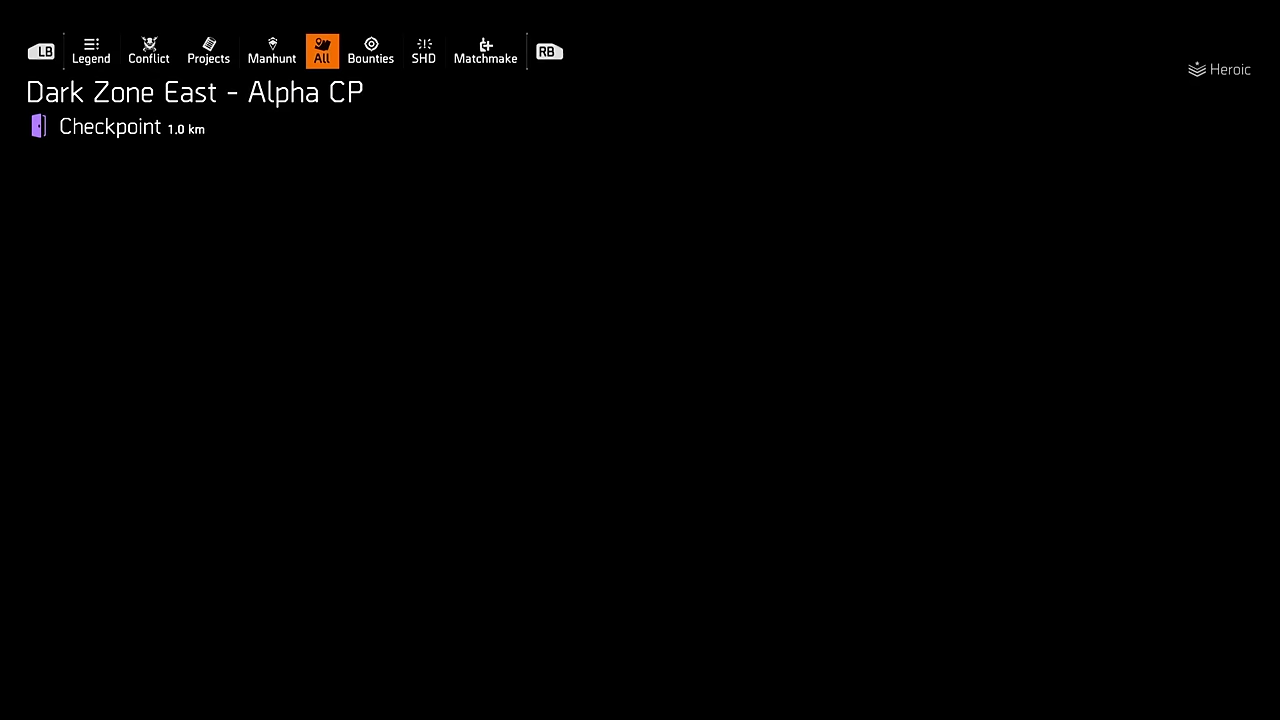 LB Legend Conflict Projects Manhunt All Bounties SHD Matchmake RB
Heroic
Dark Zone East - Alpha CP
Checkpoint 1.0 km